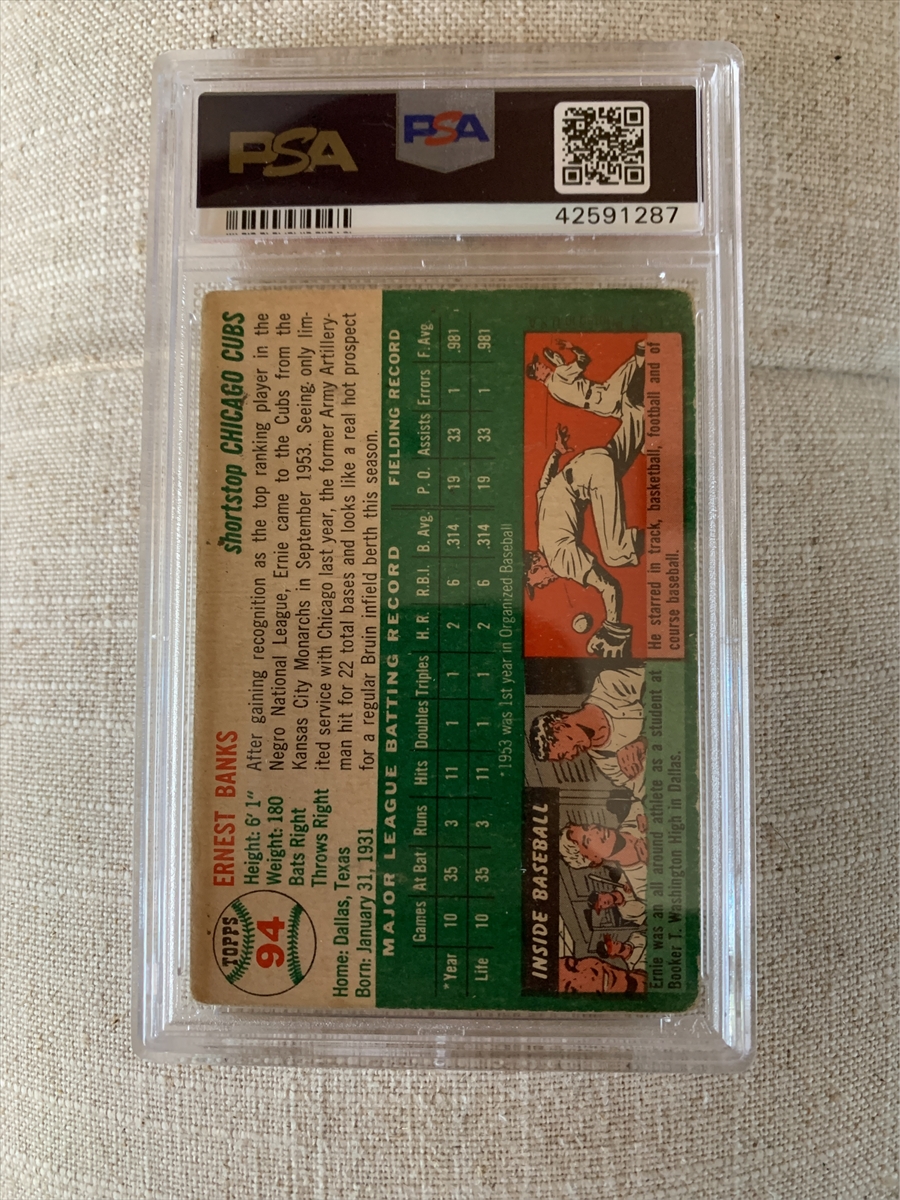 PSA
PSA
42591287
TOPPS
94
ERNEST BANKS
shortstop CHICAGO CUBS
Height: 6' 1"
Weight: 180
Bats Right
Throws Right
Home: Dallas, Texas
Born: January 31, 1931
After gaining recognition as the top ranking player in the
Negro National League, Ernie came to the Cubs from the
Kansas City Monarchs in September 1953. Seeing only lim-
ited service with Chicago last year, the former Army Artillery-
man hit for 22 total bases and looks like a real hot prospect
for a regular Bruin infield berth this season.
MAJOR LEAGUE BATTING RECORD FIELDING RECORD
Games At Bat Runs Hits Doubles Triples H. R. R.B.I. B. Avg. P. O. Assists Errors F. Avg.
*Year 10 35 3 11 1 1 2 6 .314 19 33 1 .981
Life 10 35 3 11 1 1 2 6 .314 19 33 1 .981
*1953 was 1st year in Organized Baseball
INSIDE BASEBALL
Ernie was an all around athlete as a student at
Booker T. Washington High in Dallas.
He starred in track, basketball, football and of
course baseball.